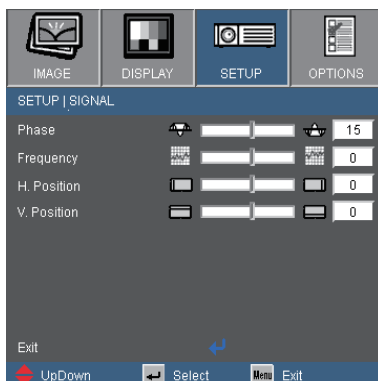 IMAGE DISPLAY SETUP OPTIONS
SETUP | SIGNAL
Phase 15
Frequency 0
H. Position 0
V. Position 0
Exit
UpDown Select Menu Exit